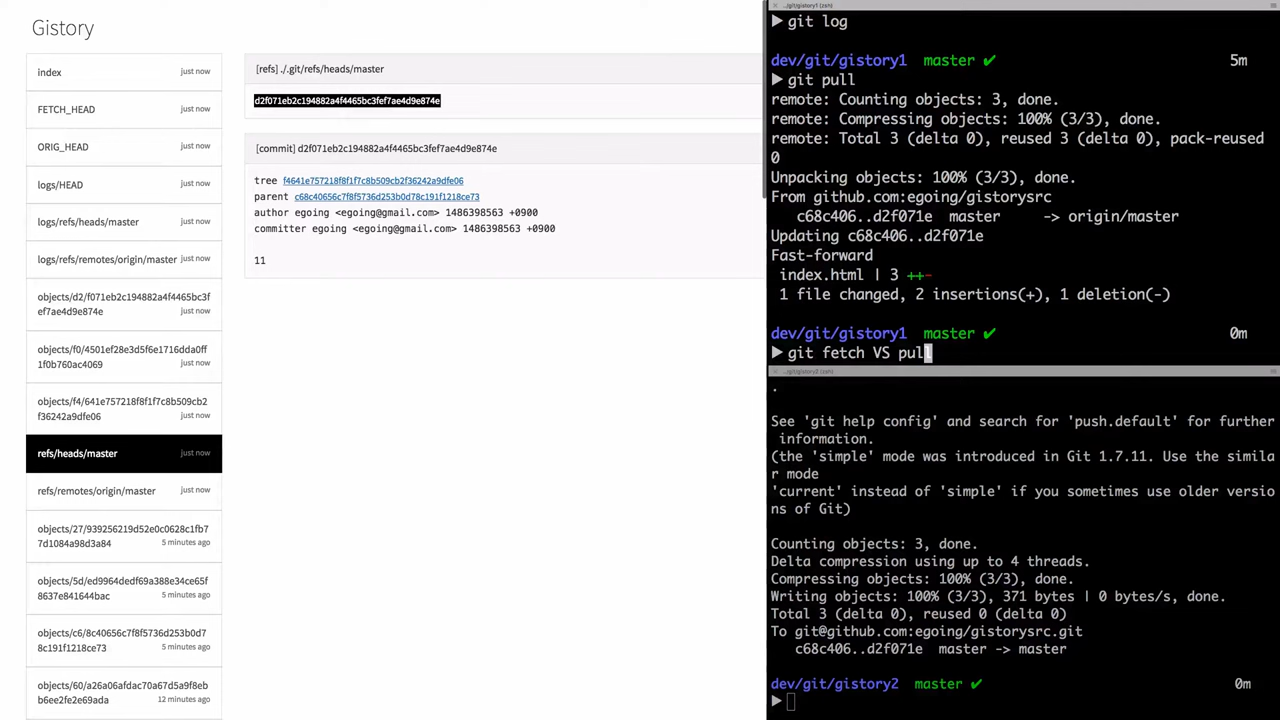 Gistory
index just now
FETCH_HEAD just now
ORIG_HEAD just now
logs/HEAD just now
logs/refs/heads/master just now
logs/refs/remotes/origin/master just now
objects/d2/f071eb2c194882a4f4465bc3f
ef7ae4d9e874e just now
objects/f0/4501ef28e3d5f6e1716dda0ff
1f0b760ac4069 just now
objects/f4/641e757218f8f1f7c8b509cb2
f36242a9dfe06 just now
refs/heads/master just now
refs/remotes/origin/master just now
objects/27/939256219d52e0c0628c1fb7
7d1084a98d3a84 5 minutes ago
objects/5d/ed9964dedf69a388e34ce65f
8637e841644bac 5 minutes ago
objects/c6/8c40656c7f8f5736d253b0d7
8c191f1218ce73 5 minutes ago
objects/60/a26a06afdac70a67d5a9f8eb
b6ee2fe2e69ada 12 minutes ago
[refs] ./.git/refs/heads/master
d2f071eb2c194882a4f4465bc3fef7ae4d9e874e
[commit] d2f071eb2c194882a4f4465bc3fef7ae4d9e874e
tree f4641e757218f8f1f7c8b509cb2f36242a9dfe06
parent c68c40656c7f8f5736d253b0d78c191f1218ce73
author egoing <egoing@gmail.com> 1486398563 +0900
committer egoing <egoing@gmail.com> 1486398563 +0900
11
../git/gistory1 (zsh)
▶ git log
dev/git/gistory1 master ✔ 5m
▶ git pull
remote: Counting objects: 3, done.
remote: Compressing objects: 100% (3/3), done.
remote: Total 3 (delta 0), reused 3 (delta 0), pack-reused
0
Unpacking objects: 100% (3/3), done.
From github.com:egoing/gistorysrc
c68c406..d2f071e master -> origin/master
Updating c68c406..d2f071e
Fast-forward
index.html | 3 ++-
1 file changed, 2 insertions(+), 1 deletion(-)
dev/git/gistory1 master ✔ 0m
▶ git fetch VS pull
../git/gistory2 (zsh)
.
See 'git help config' and search for 'push.default' for further
information.
(the 'simple' mode was introduced in Git 1.7.11. Use the simila
r mode
'current' instead of 'simple' if you sometimes use older versio
ns of Git)
Counting objects: 3, done.
Delta compression using up to 4 threads.
Compressing objects: 100% (3/3), done.
Writing objects: 100% (3/3), 371 bytes | 0 bytes/s, done.
Total 3 (delta 0), reused 0 (delta 0)
To git@github.com:egoing/gistorysrc.git
c68c406..d2f071e master -> master
dev/git/gistory2 master ✔ 0m
▶